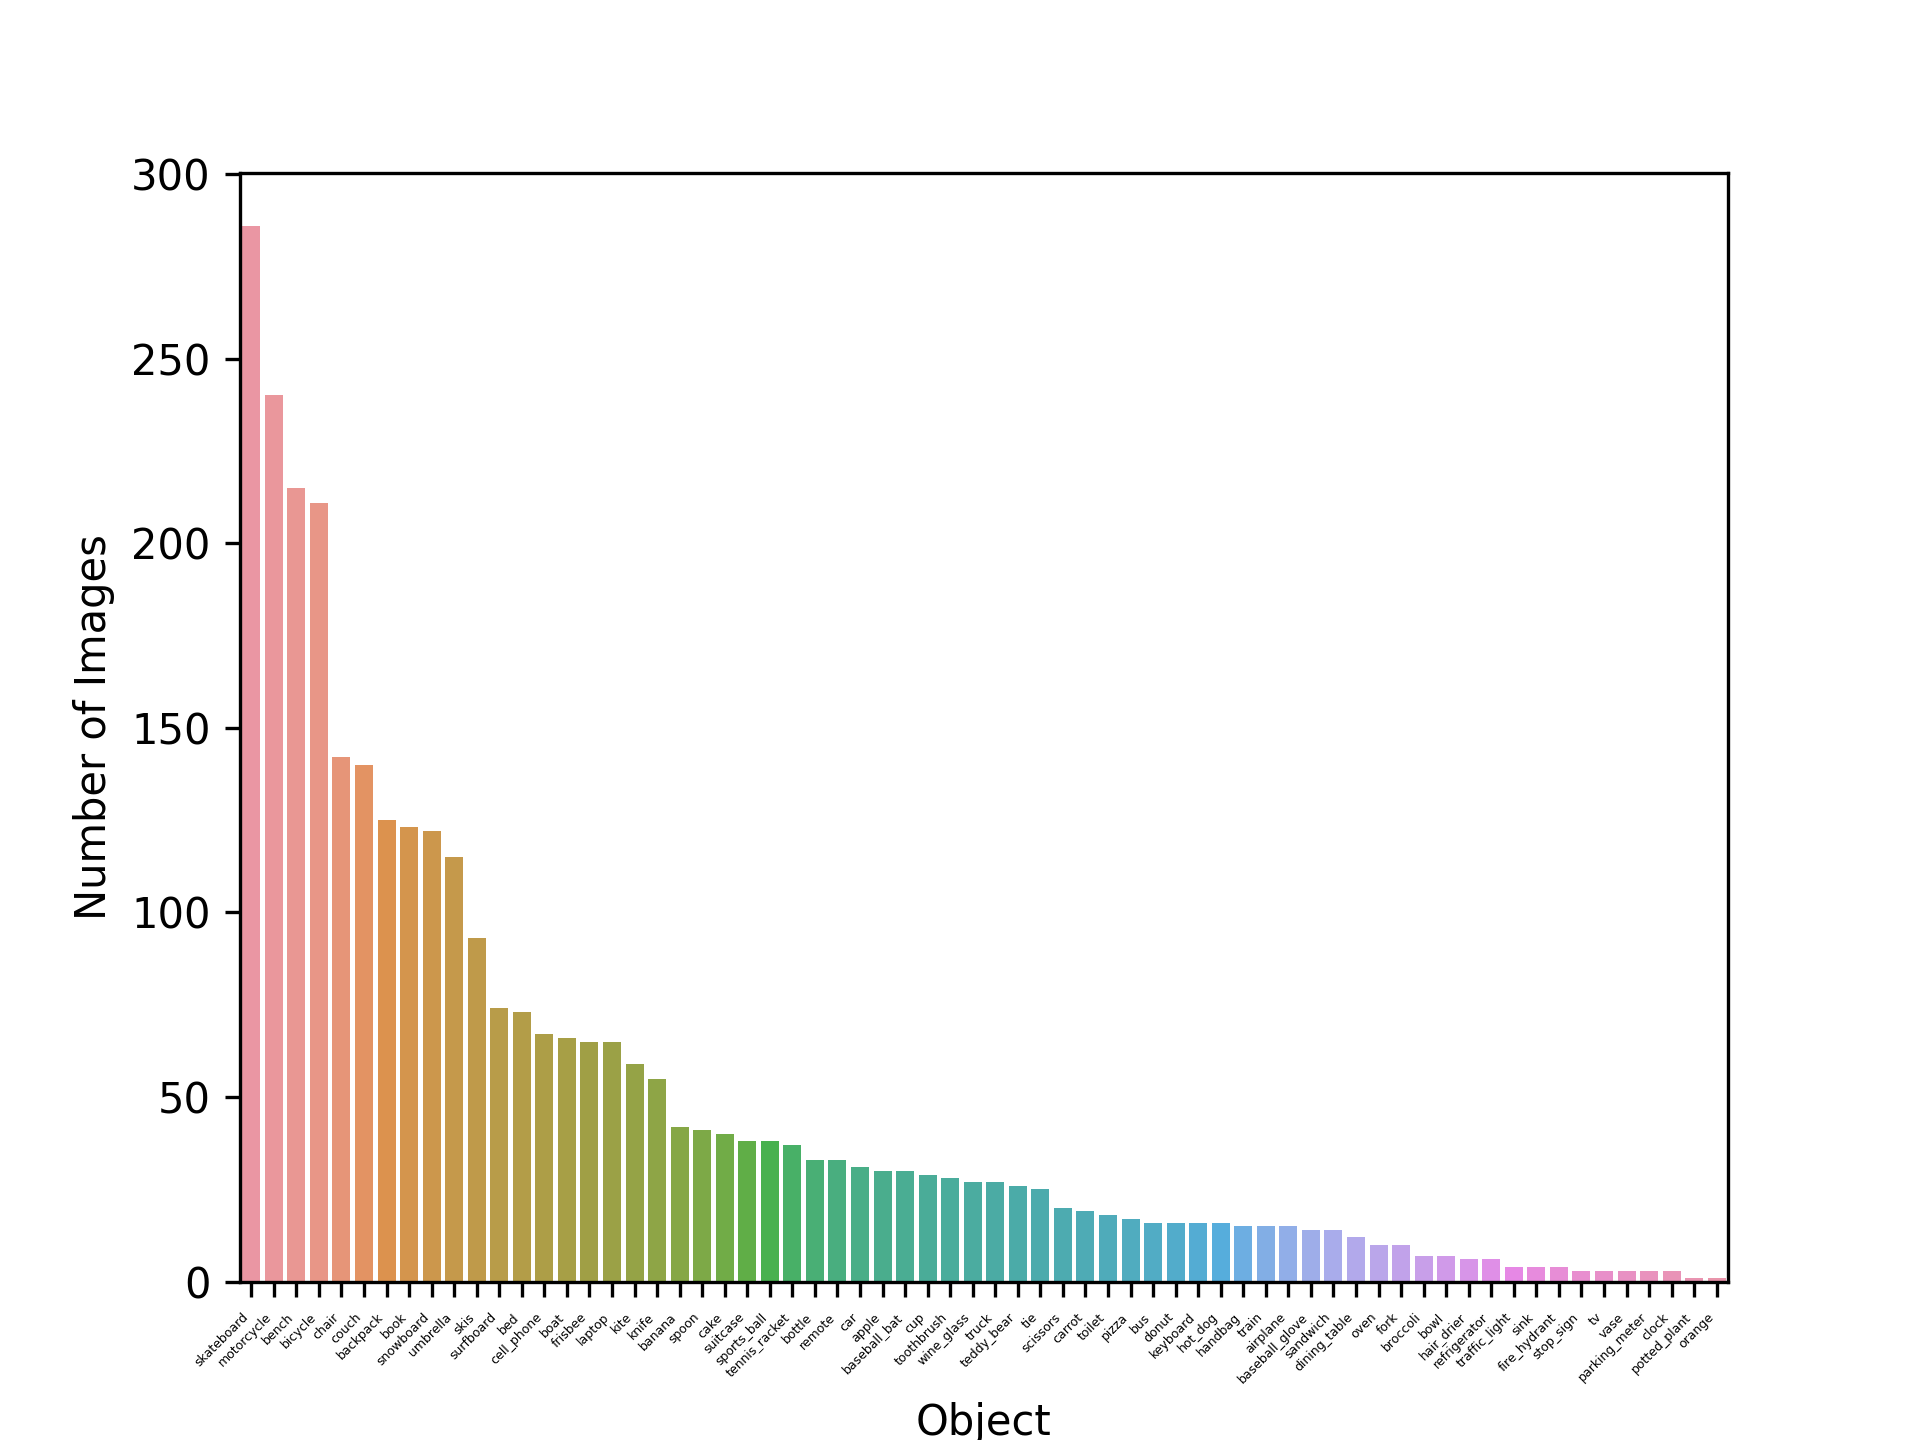 300
250
200
150
100
50
0
Number of Images
skateboard
motorcycle
bench
bicycle
chair
couch
backpack
book
snowboard
umbrella
skis
surfboard
bed
cell_phone
boat
frisbee
laptop
kite
knife
banana
spoon
cake
suitcase
sports_ball
tennis_racket
bottle
remote
car
apple
baseball_bat
cup
toothbrush
wine_glass
truck
teddy_bear
tie
scissors
carrot
toilet
pizza
bus
donut
keyboard
hot_dog
handbag
train
airplane
baseball_glove
sandwich
dining_table
oven
fork
broccoli
bowl
hair_drier
refrigerator
traffic_light
sink
fire_hydrant
stop_sign
tv
vase
parking_meter
clock
potted_plant
orange
Object